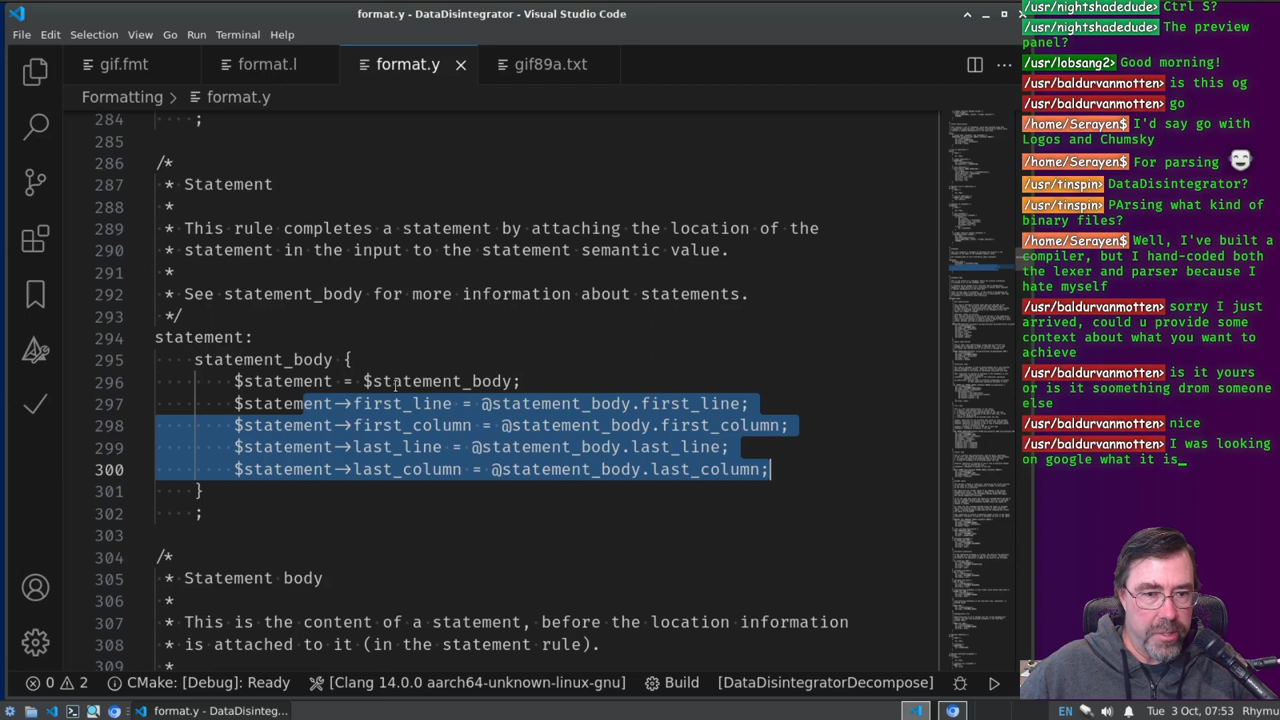 format.y - DataDisintegrator - Visual Studio Code
File Edit Selection View Go Run Terminal Help
gif.fmt
format.l
format.y
gif89a.txt
Formatting > format.y
285 ;
286 /*
287 * Statement
288 *
289 * This rule completes a statement by attaching the location of the
290 * statement in the input to the statement's semantic value.
291 *
292 * See statement_body for more information about statements.
293 */
294 statement:
295 statement_body {
296 $statement = $statement_body;
297 $statement->first_line = @statement_body.first_line;
298 $statement->first_column = @statement_body.first_column;
299 $statement->last_line = @statement_body.last_line;
300 $statement->last_column = @statement_body.last_column;
301 }
302 ;
303
304 /*
305 * Statement body
306 *
307 * This is the content of a statement, before the location information
308 * is attached to it (in the statement rule).
309 *
0 CMake: [Debug]: Ready [Clang 14.0.0 aarch64-unknown-linux-gnu] Build [DataDisintegratorDecompose]
format.y - DataDisinteg...
EN Tue 3 Oct, 07:53 Rhymu
/usr/nightshadedude> Ctrl S?
/usr/nightshadedude> The preview
panel?
/usr/lobsang2> Good morning!
/usr/baldurvanmotten> is this og
/usr/baldurvanmotten> go
/home/Serayen$ I'd say go with
Logos and Chumsky
/home/Serayen$ For parsing
/usr/tinspin> DataDisintegrator?
/usr/tinspin> PArsing what kind of
binary files?
/home/Serayen$ Well, I've built a
compiler, but I hand-coded both
the lexer and parser because I
hate myself
/usr/baldurvanmotten> sorry I just
arrived, could u provide some
context about what you want to
achieve
/usr/baldurvanmotten> is it yours
or is it soomething drom someone
else
/usr/baldurvanmotten> nice
/usr/baldurvanmotten> I was looking
on google what it is_